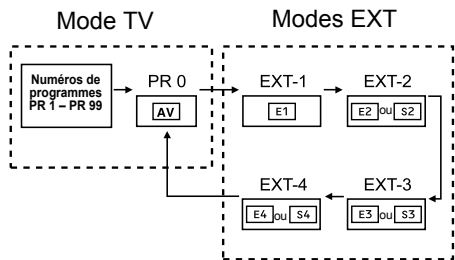 Mode TV
Modes EXT
Numéros de
programmes
PR 1 – PR 99
PR 0
AV
EXT-1
E1
EXT-2
E2 ou S2
EXT-4
E4 ou S4
EXT-3
E3 ou S3